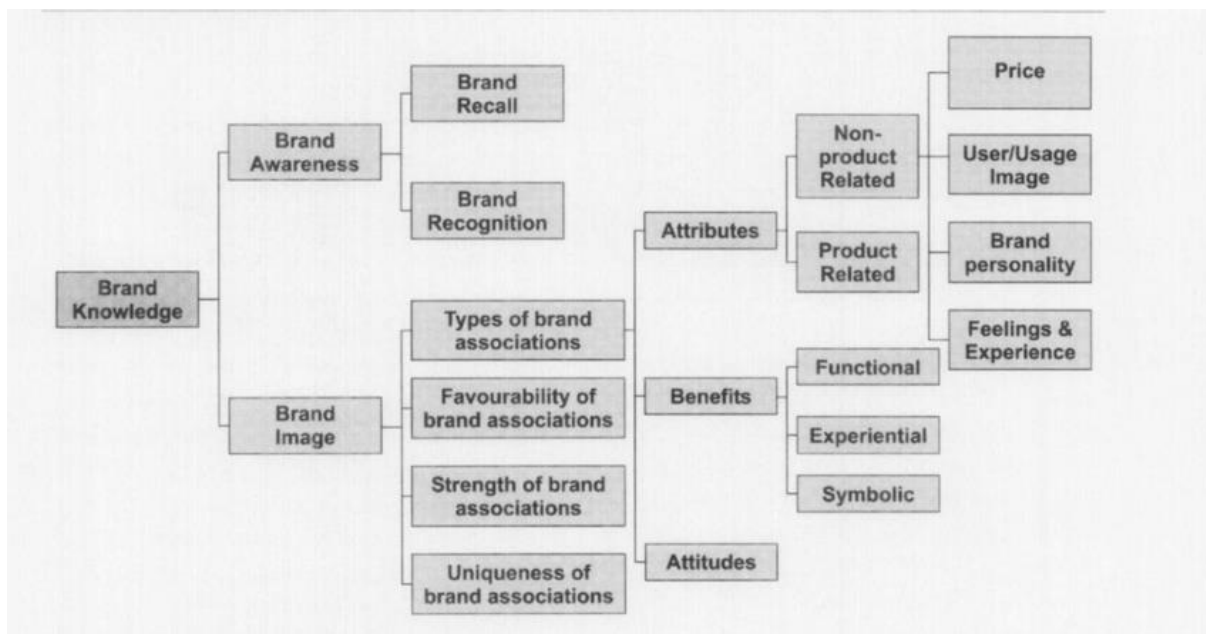 Brand
Knowledge
Brand
Awareness
Brand
Image
Brand
Recall
Brand
Recognition
Types of brand
associations
Favourability of
brand associations
Strength of brand
associations
Uniqueness of
brand associations
Attributes
Benefits
Attitudes
Non-
product
Related
Product
Related
Functional
Experiential
Symbolic
Price
User/Usage
Image
Brand
personality
Feelings &
Experience